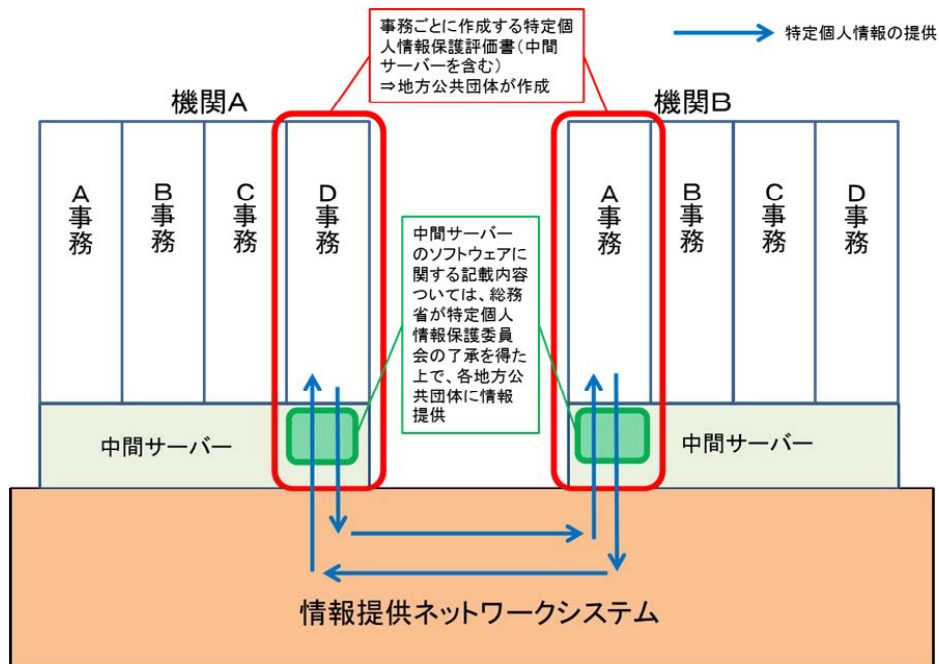 事務ごとに作成する特定個
人情報保護評価書(中間
サーバーを含む)
⇒地方公共団体が作成
特定個人情報の提供
機関A
機関B
A事務
B事務
C事務
D事務
A事務
B事務
C事務
D事務
中間サーバー
のソフトウェアに
関する記載内容
ついては、総務
省が特定個人
情報保護委員
会の了承を得た
上で、各地方公
共団体に情報
提供
中間サーバー
中間サーバー
情報提供ネットワークシステム